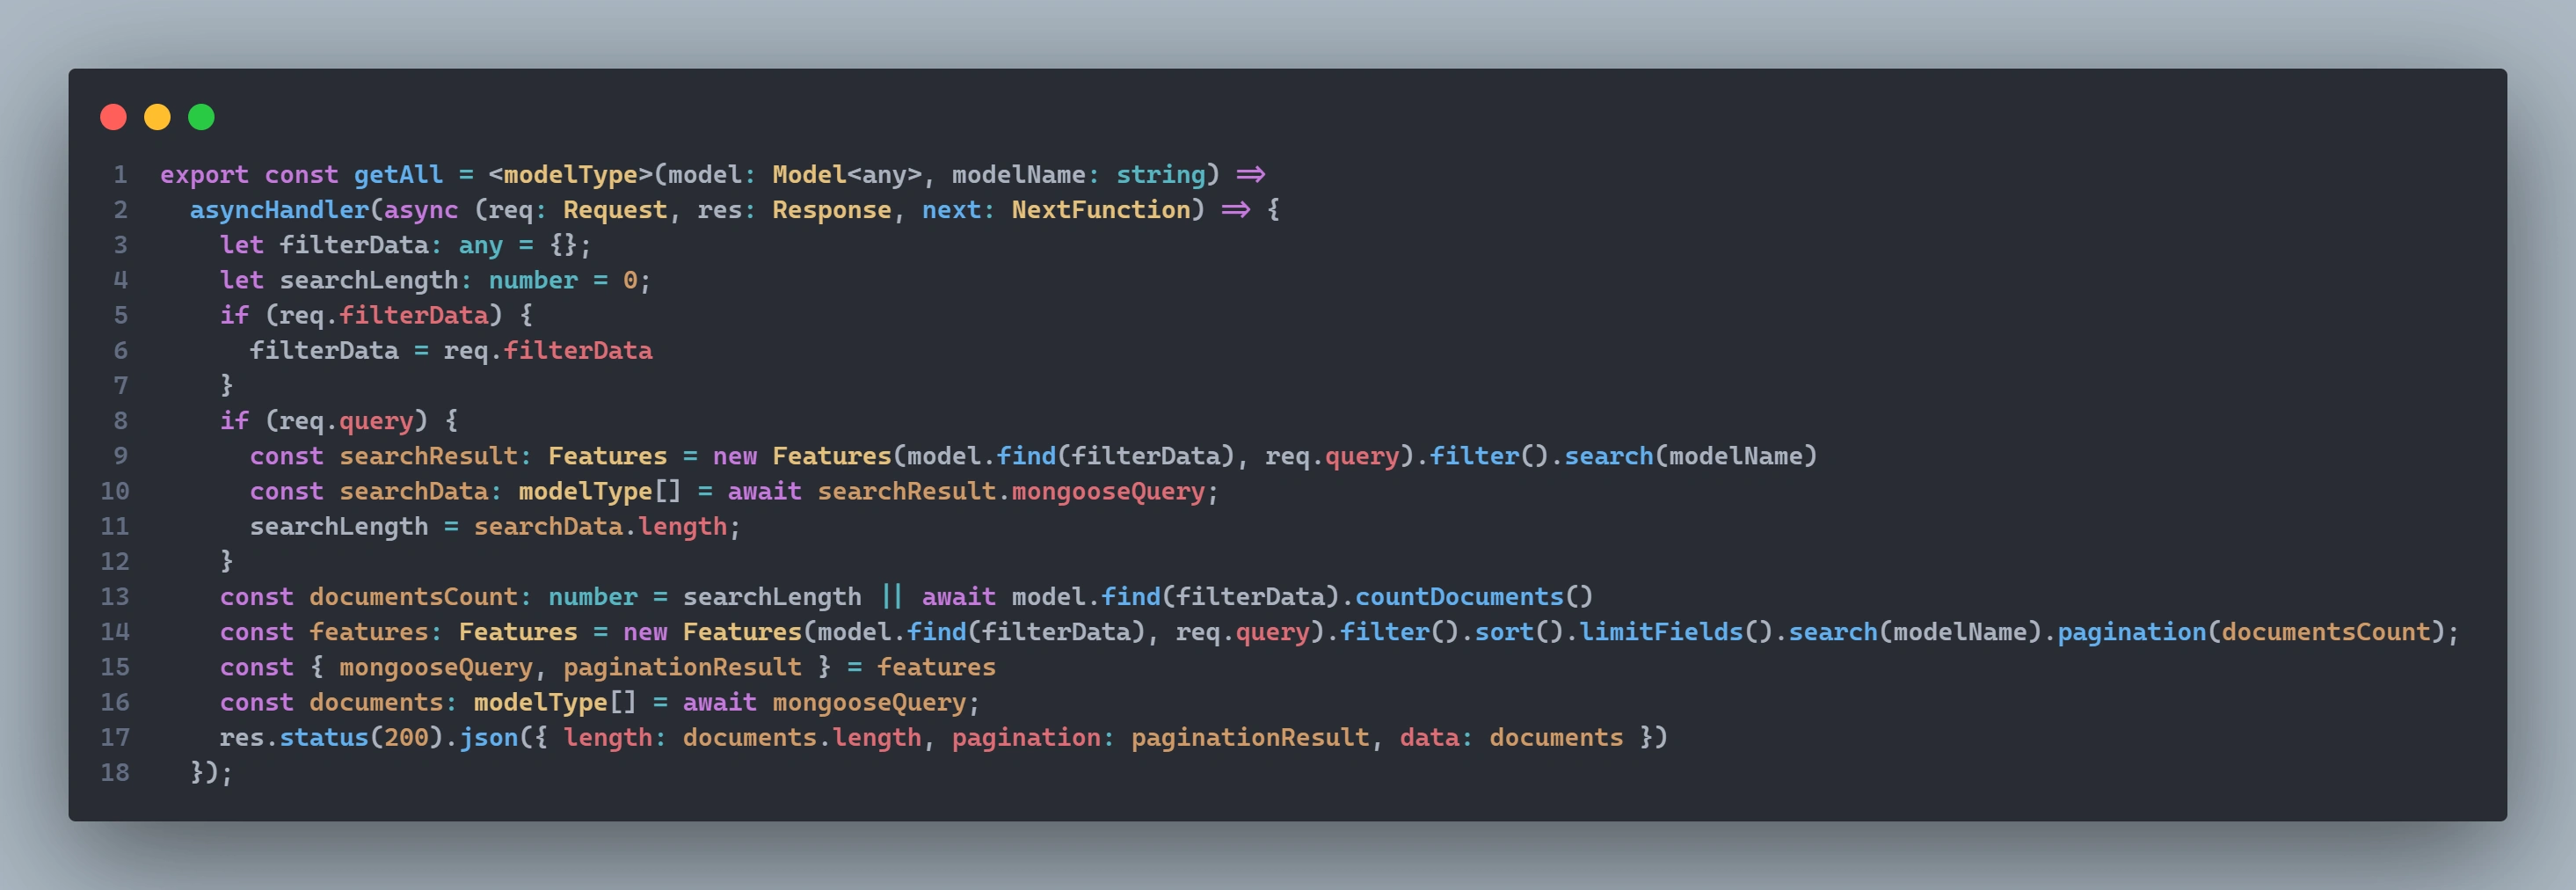 1 export const getAll = <modelType>(model: Model<any>, modelName: string) =>
2   asyncHandler(async (req: Request, res: Response, next: NextFunction) => {
3     let filterData: any = {};
4     let searchLength: number = 0;
5     if (req.filterData) {
6       filterData = req.filterData
7     }
8     if (req.query) {
9       const searchResult: Features = new Features(model.find(filterData), req.query).filter().search(modelName)
10       const searchData: modelType[] = await searchResult.mongooseQuery;
11       searchLength = searchData.length;
12     }
13     const documentsCount: number = searchLength || await model.find(filterData).countDocuments()
14     const features: Features = new Features(model.find(filterData), req.query).filter().sort().limitFields().search(modelName).pagination(documentsCount);
15     const { mongooseQuery, paginationResult } = features
16     const documents: modelType[] = await mongooseQuery;
17     res.status(200).json({ length: documents.length, pagination: paginationResult, data: documents })
18   });